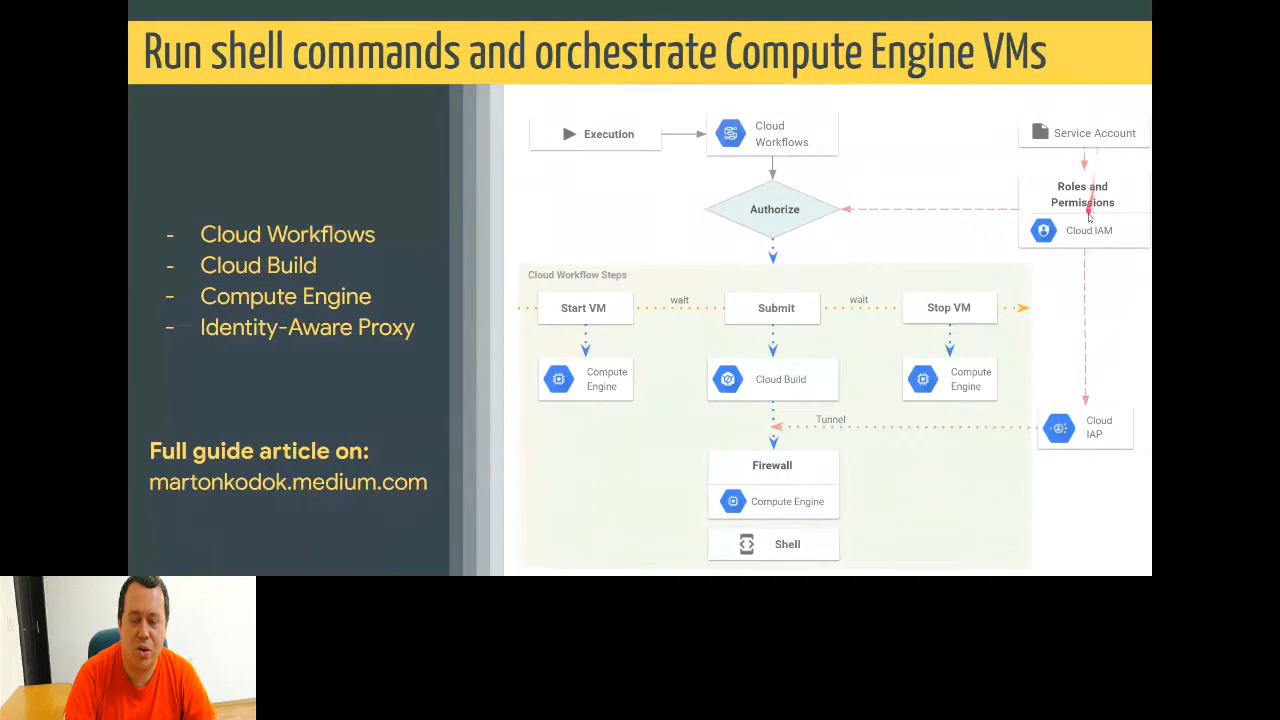 Run shell commands and orchestrate Compute Engine VMs
- Cloud Workflows
- Cloud Build
- Compute Engine
- Identity-Aware Proxy
Full guide article on:
martonkodok.medium.com
Execution
Cloud
Workflows
Service Account
Authorize
Roles and
Permissions
Cloud IAM
Cloud Workflow Steps
Start VM
wait
Submit
wait
Stop VM
Compute
Engine
Cloud Build
Compute
Engine
Tunnel
Cloud
IAP
Firewall
Compute Engine
Shell